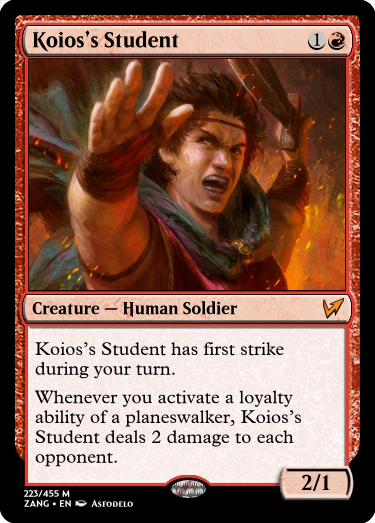 Koios's Student 1
Creature — Human Soldier
Koios's Student has first strike
during your turn.
Whenever you activate a loyalty
ability of a planeswalker, Koios's
Student deals 2 damage to each
opponent.
2/1
223/455 M
ZANG • EN Asfodelo